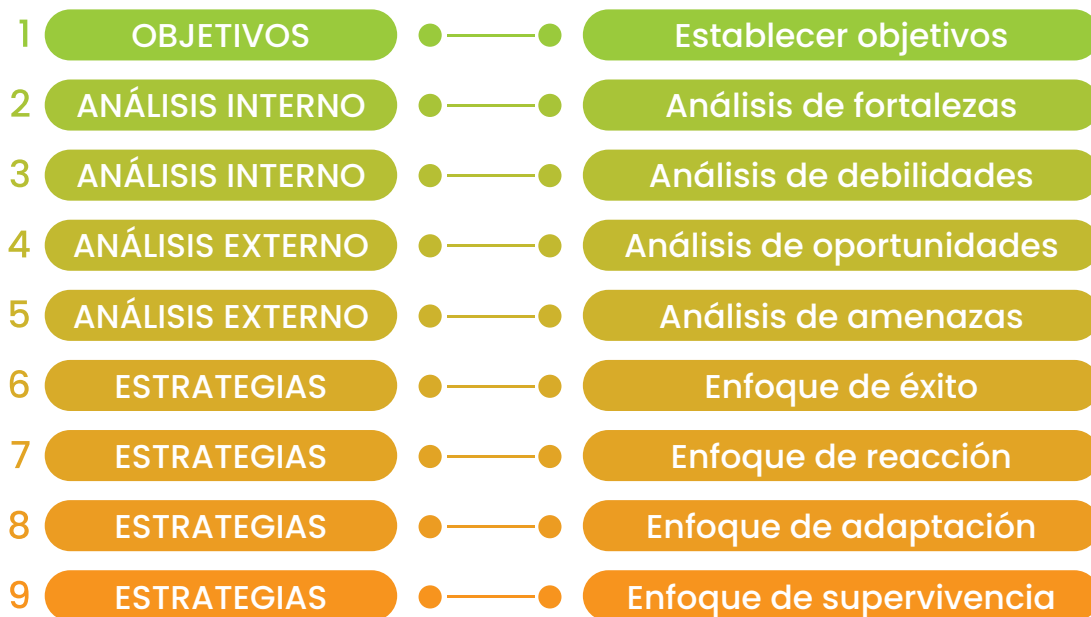 1 OBJETIVOS Establecer objetivos
2 ANÁLISIS INTERNO Análisis de fortalezas
3 ANÁLISIS INTERNO Análisis de debilidades
4 ANÁLISIS EXTERNO Análisis de oportunidades
5 ANÁLISIS EXTERNO Análisis de amenazas
6 ESTRATEGIAS Enfoque de éxito
7 ESTRATEGIAS Enfoque de reacción
8 ESTRATEGIAS Enfoque de adaptación
9 ESTRATEGIAS Enfoque de supervivencia